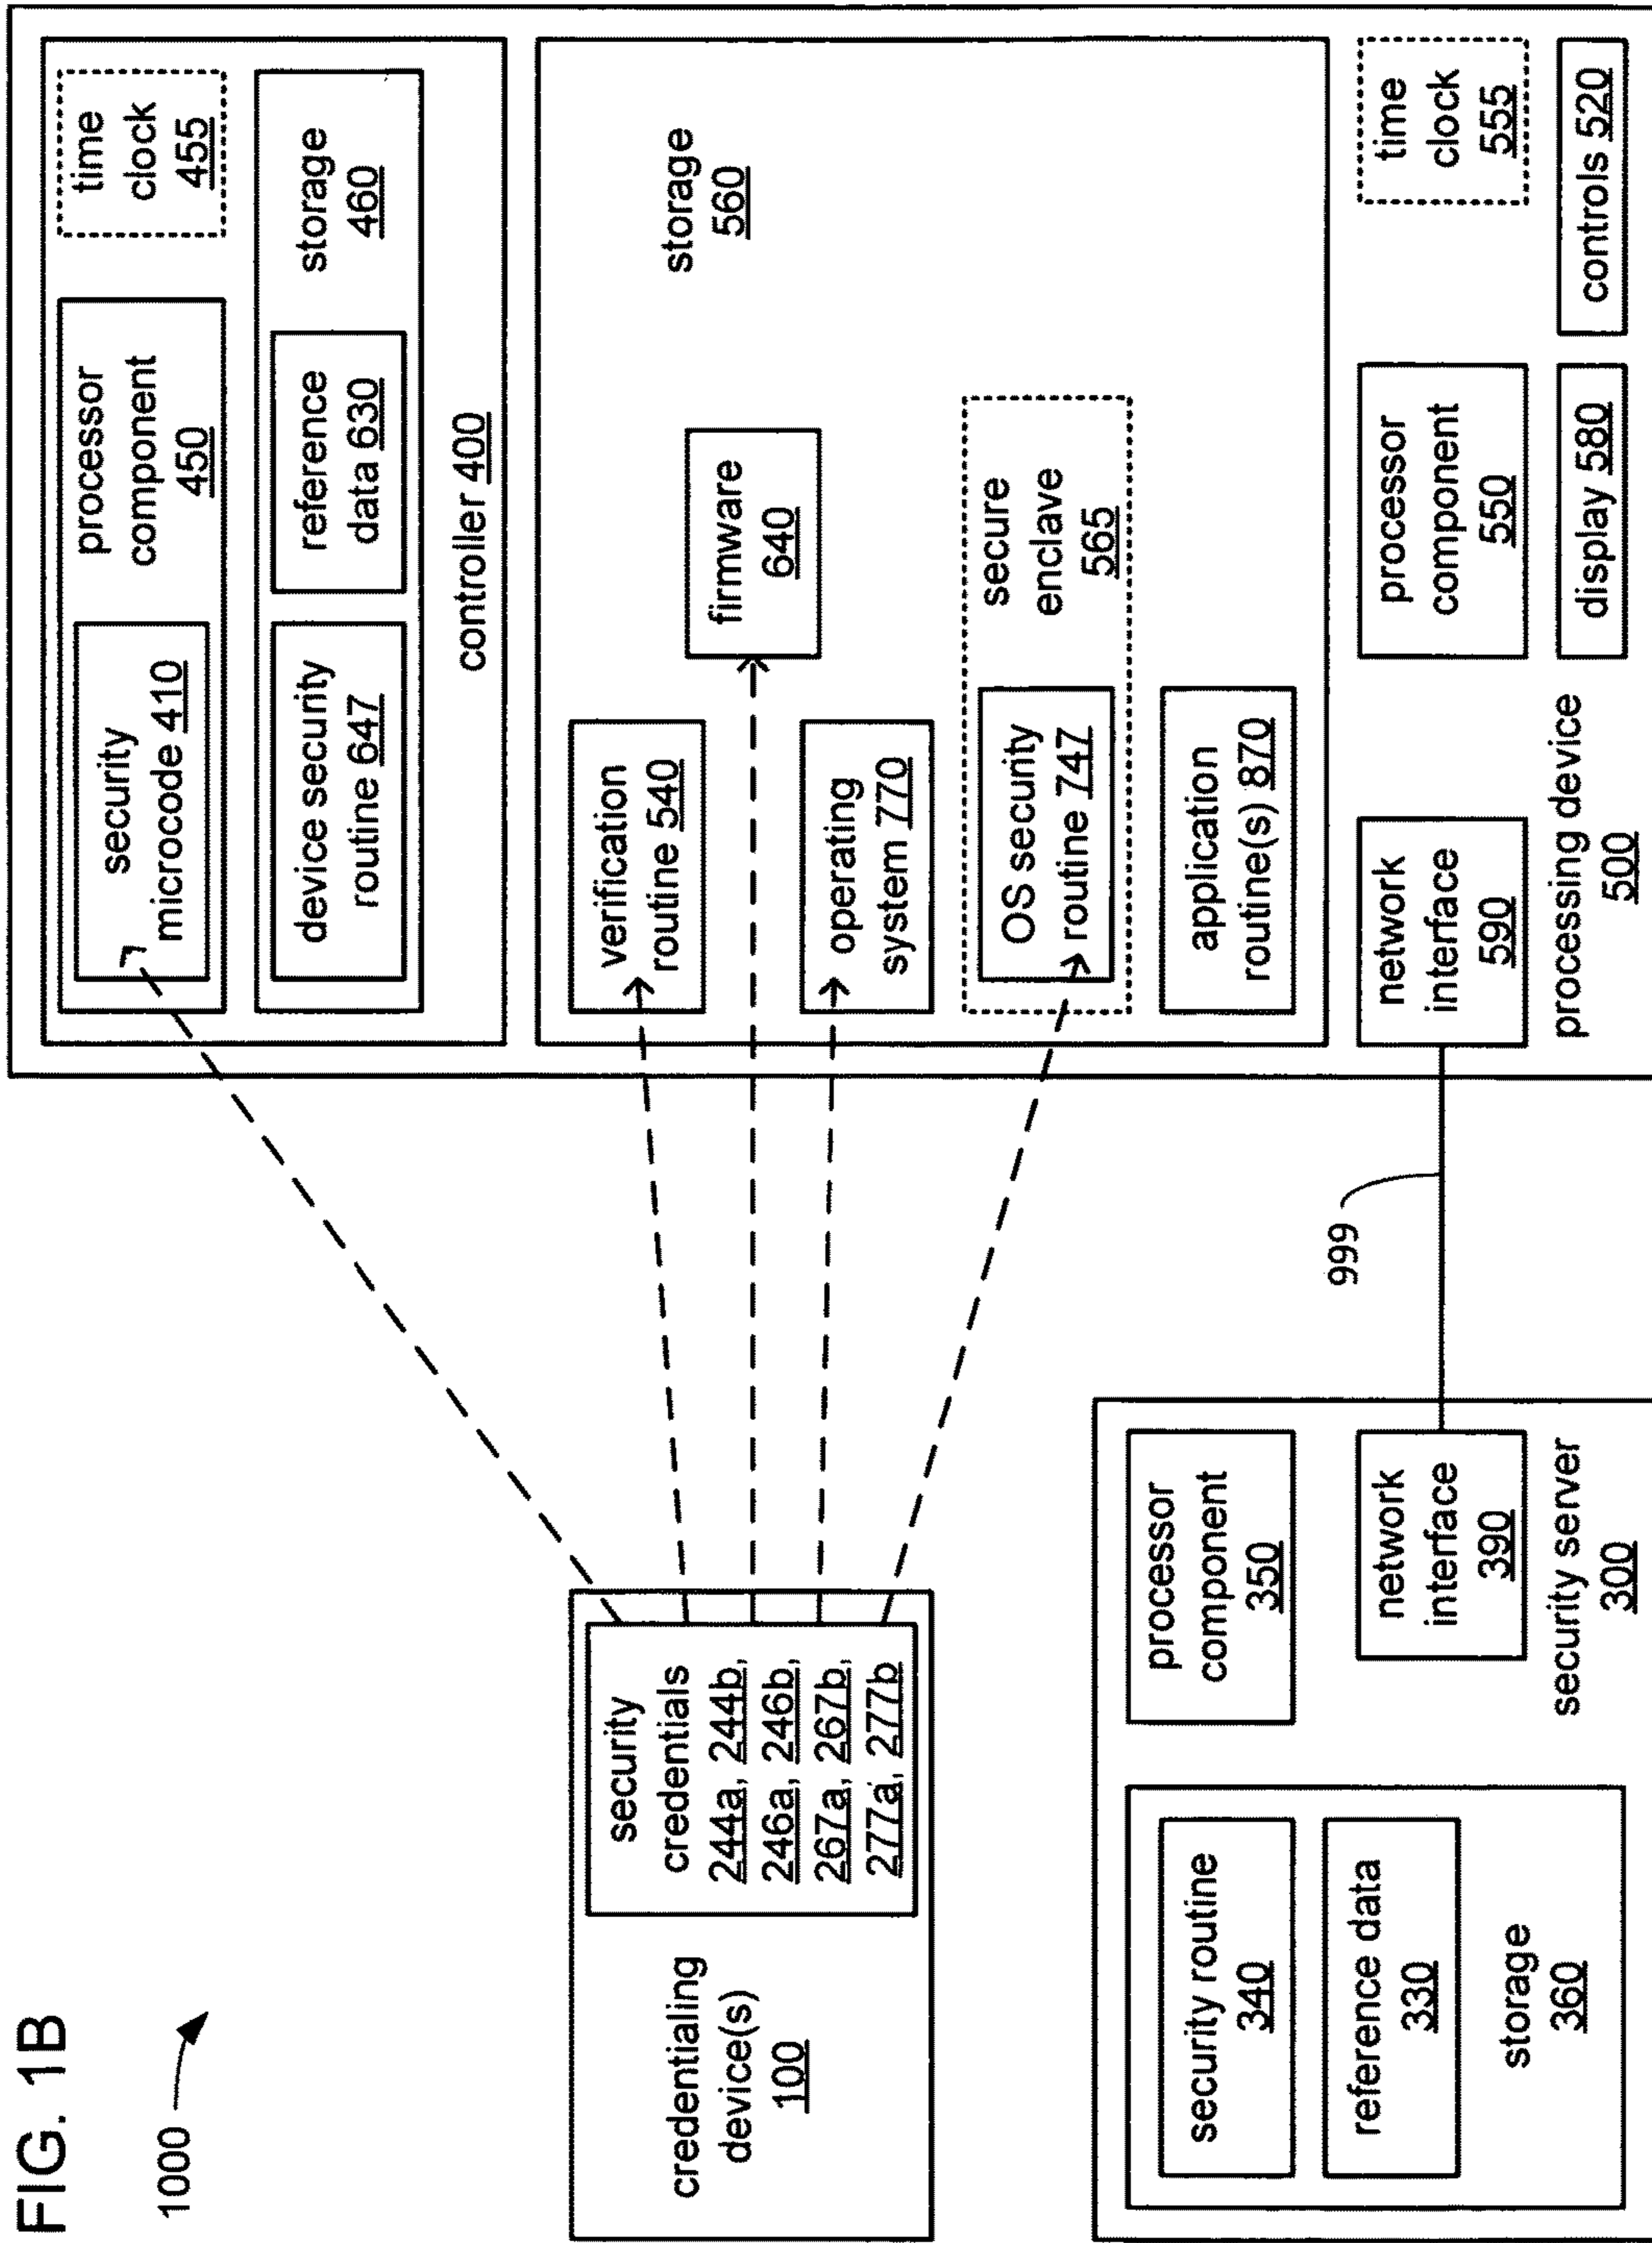 FIG. 1B
1000
credentialing
device(s)
100
security
credentials
244a, 244b,
246a, 246b,
267a, 267b,
277a, 277b
security routine
340
reference data
330
storage
360
processor
component
350
network
interface
390
security server
300
999
security
microcode 410
processor
component
450
time
clock
455
device security
routine 647
reference
data 630
storage
460
controller 400
verification
routine 540
firmware
640
storage
560
operating
system 770
OS security
routine 747
secure
enclave
565
application
routine(s) 870
network
interface
590
processor
component
550
time
clock
555
processing device
500
display 580
controls 520